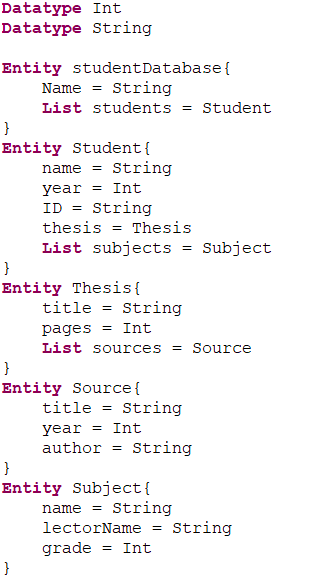 Datatype Int
Datatype String
Entity studentDatabase{
Name = String
List students = Student
}
Entity Student{
name = String
year = Int
ID = String
thesis = Thesis
List subjects = Subject
}
Entity Thesis{
title = String
pages = Int
List sources = Source
}
Entity Source{
title = String
year = Int
author = String
}
Entity Subject{
name = String
lectorName = String
grade = Int
}